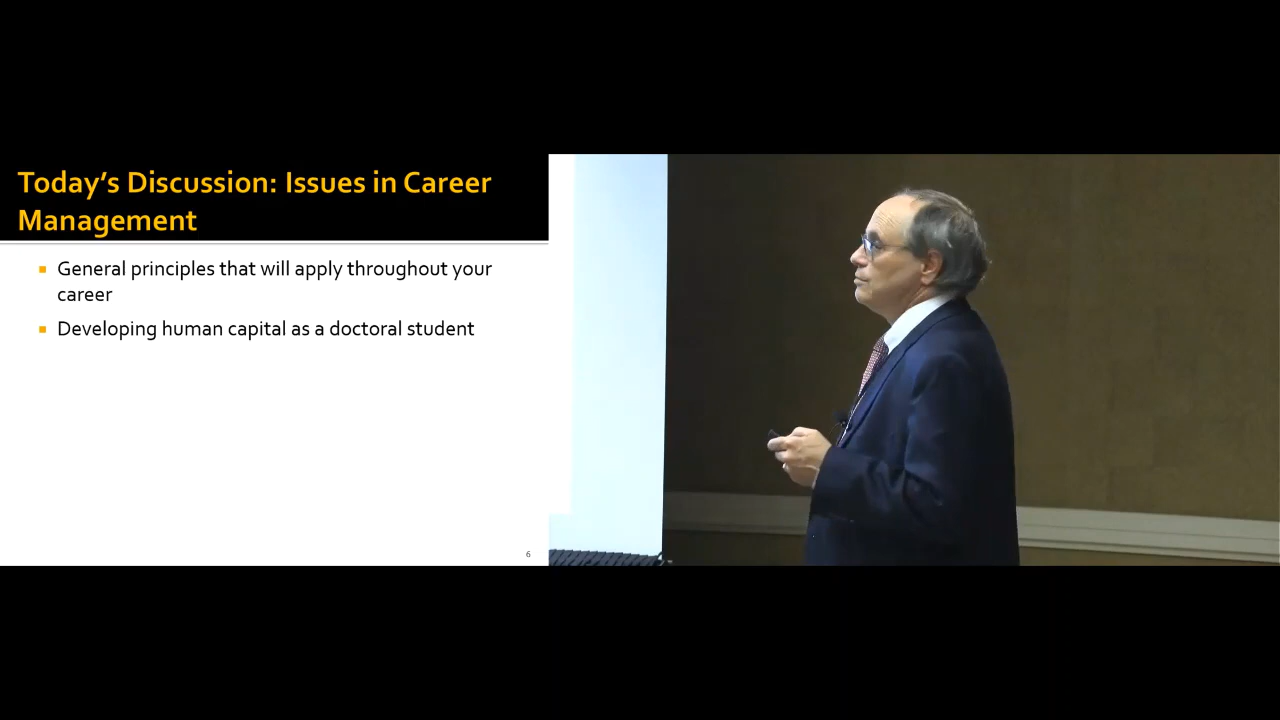 Today’s Discussion: Issues in Career
Management
General principles that will apply throughout your
career
Developing human capital as a doctoral student
6